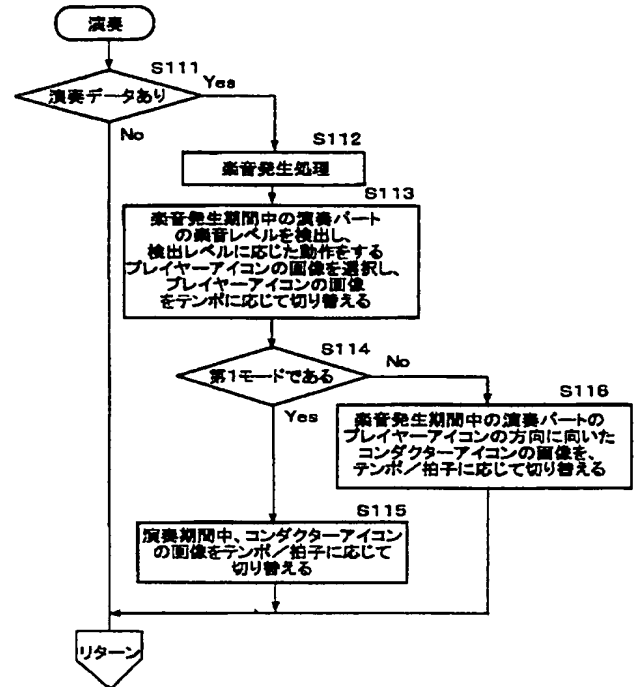 演奏
S111
演奏データあり
Yes
No
S112
楽音発生処理
S113
楽音発生期間中の演奏パート
の楽音レベルを検出し、
検出レベルに応じた動作をする
プレイヤーアイコンの画像を選択し、
プレイヤーアイコンの画像
をテンポに応じて切り替える
S114
第1モードである
No
Yes
S116
楽音発生期間中の演奏パートの
プレイヤーアイコンの方向に向いた
コンダクターアイコンの画像を、
テンポ/拍子に応じて切り替える
S115
演奏期間中、コンダクターアイコン
の画像をテンポ/拍子に応じて
切り替える
リターン